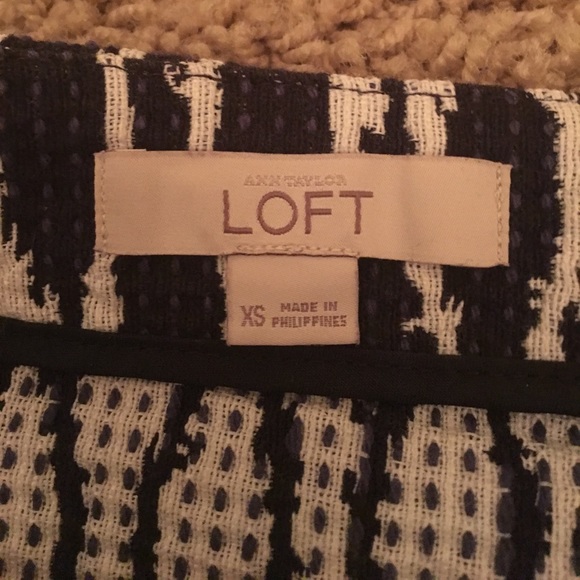 ANN TAYLOR
LOFT
XS
MADE IN
PHILIPPINES